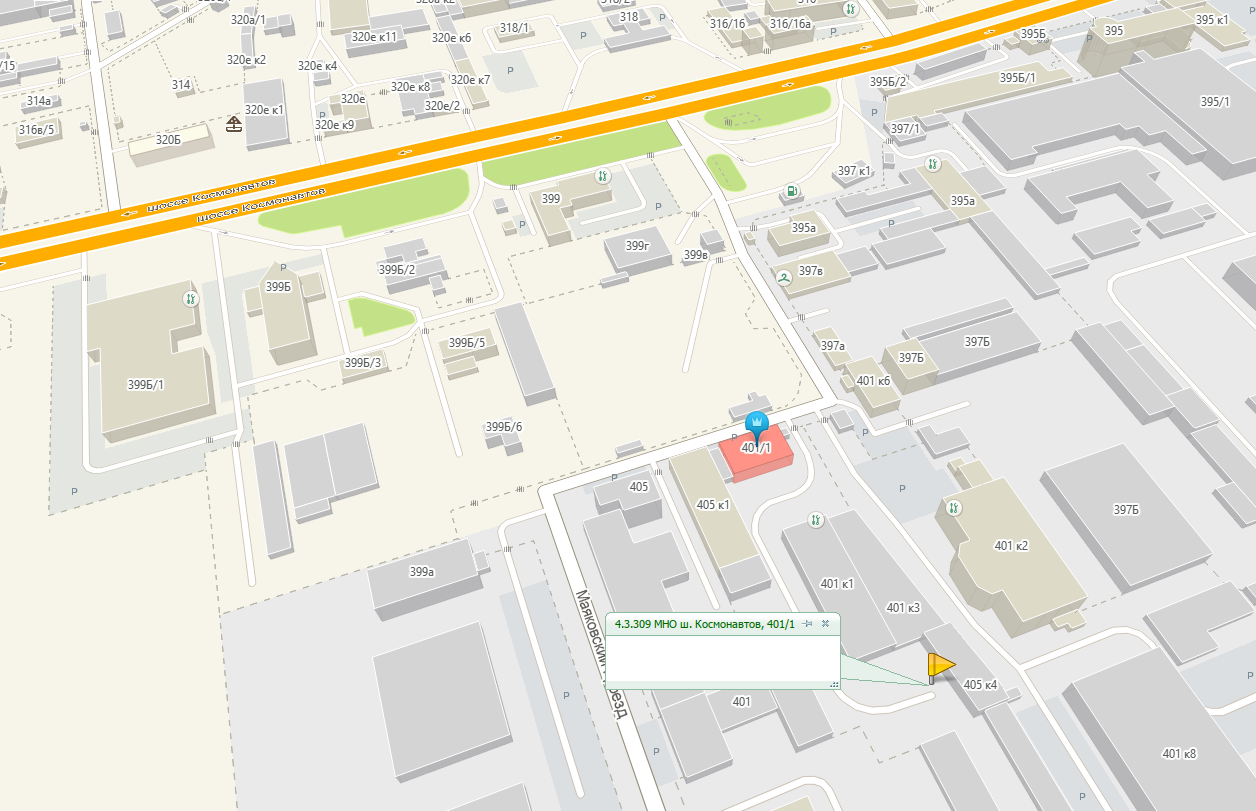 320а/1
318
316/1б
316/1бa
395 к1
318/1
395
320е к11
320е к6
Р
395Б
320е к2
320е к4
Р
320е к7
395Б/1
395Б/2
314
320е к8
395/1
314а
320е
320е/2
320е к1
397/1
320е к9
316в/5
320Б
397 к1
шоссе Космонавтов
шоссе Космонавтов
399
Р
395а
Р
395а
399г
399в
399Б/2
397в
399Б
399Б/5
397а
397Б
397Б
399Б/3
401 к6
399Б/1
399Б/6
401/1
405
405 к1
397Б
401 к2
399а
401 к1
401 к3
Маяковский
проезд
4.3.309 МНО ш. Космонавтов, 401/1
405 к4
401
401 к8